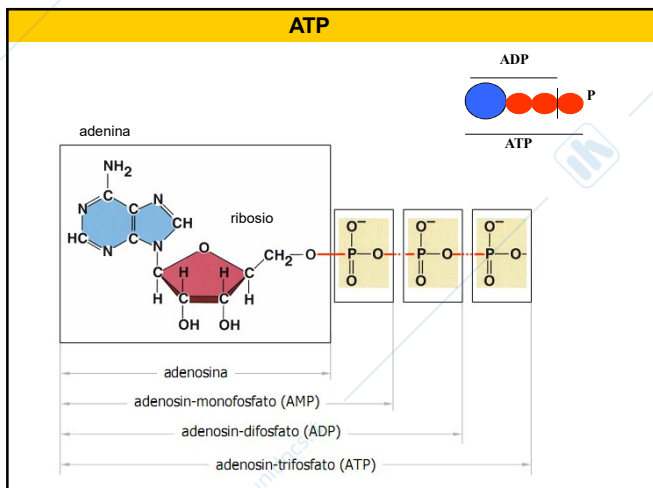 ATP
ADP
P
ATP
adenina
NH2
N
C
N
C
CH
HC
C
N
N
ribosio
O
CH2
O
C
H
H
C
H
C
C
H
OH
OH
O−
P
O
O
O−
P
O
O
O−
P
O
O
adenosina
adenosin-monofosfato (AMP)
adenosin-difosfato (ADP)
adenosin-trifosfato (ATP)